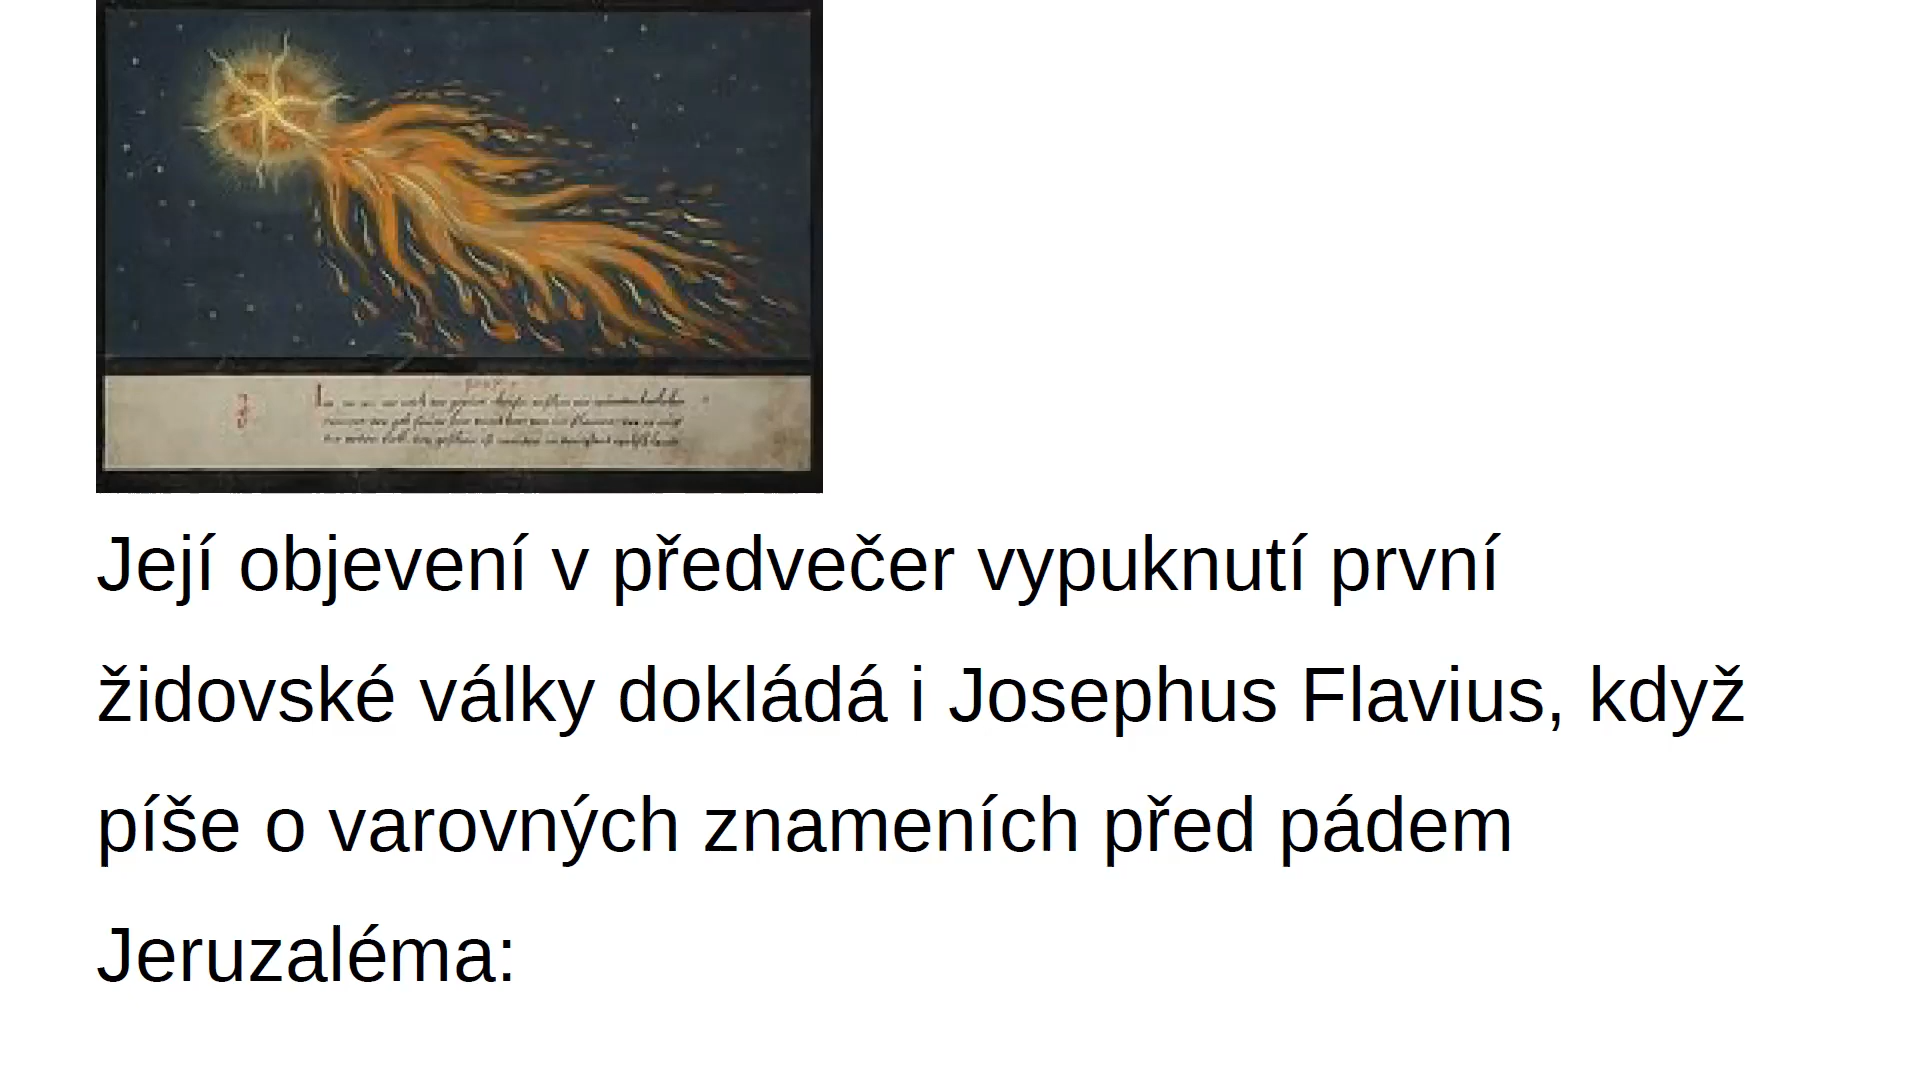 Její objevení v předvečer vypuknutí první
židovské války dokládá i Josephus Flavius, když
píše o varovných znameních před pádem
Jeruzaléma: